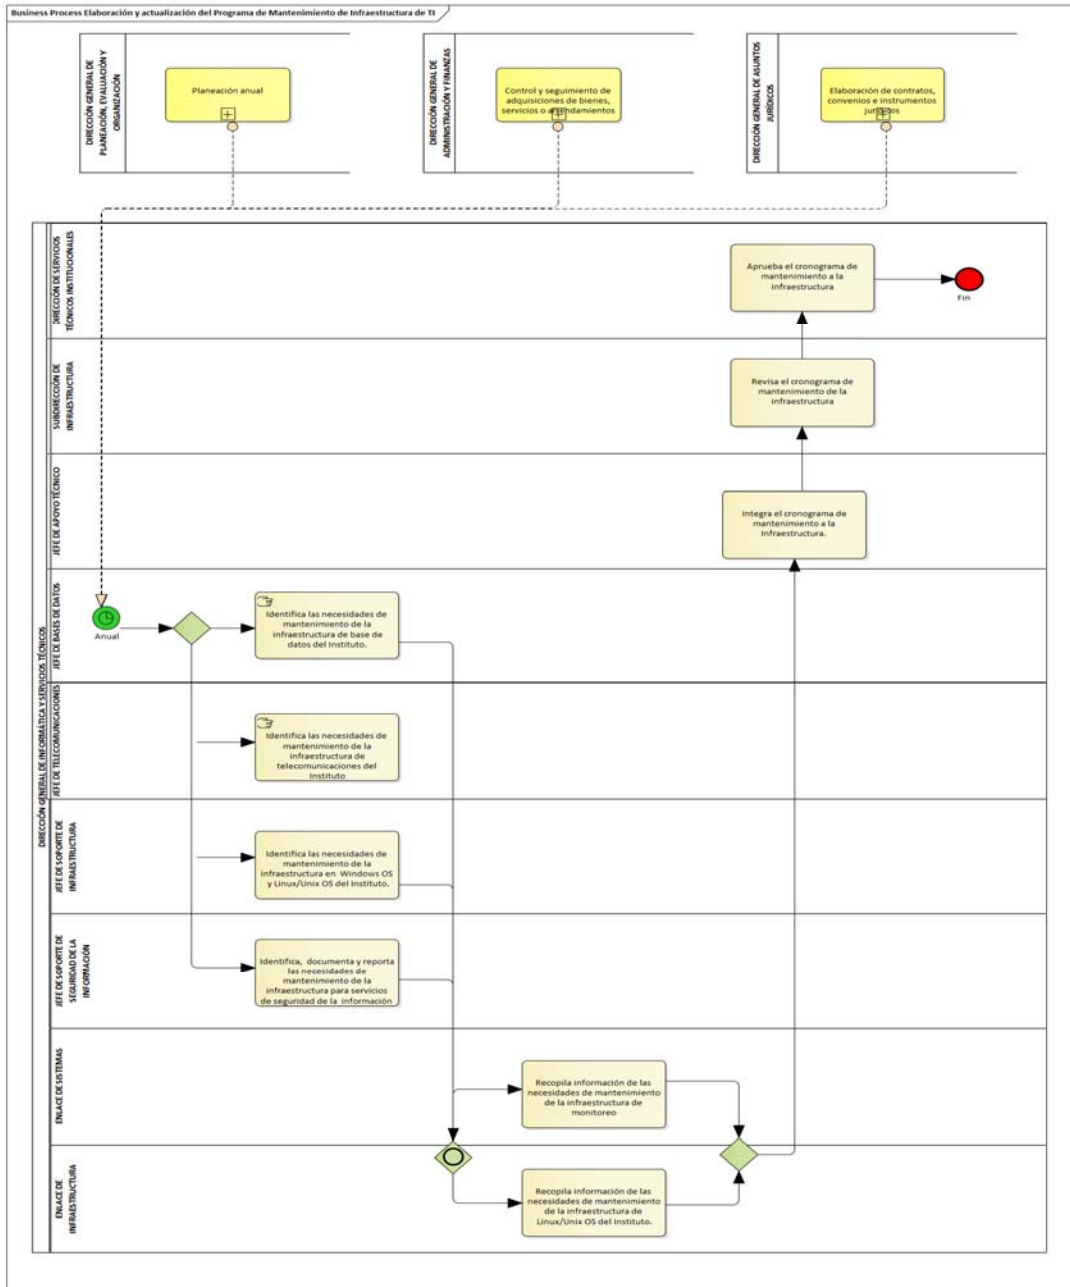 Business Process Elaboración y actualización del Programa de Mantenimiento de Infraestructura de TI
DIRECCIÓN GENERAL DE
PLANEACIÓN, EVALUACIÓN Y
ORGANIZACIÓN
Planeación anual
DIRECCIÓN GENERAL DE
ADMINISTRACIÓN Y FINANZAS
Control y seguimiento de
adquisiciones de bienes,
servicios o arrendamientos
DIRECCIÓN GENERAL DE ASUNTOS
JURÍDICOS
Elaboración de contratos,
convenios e instrumentos
jurídicos
DIRECCIÓN GENERAL DE INFORMÁTICA Y SERVICIOS TÉCNICOS
DIRECCIÓN DE SERVICIOS
TÉCNICOS INSTITUCIONALES
Aprueba el cronograma de
mantenimiento a la
infraestructura
Fin
SUBDIRECCIÓN DE
INFRAESTRUCTURA
Revisa el cronograma de
mantenimiento de la
infraestructura
JEFE DE APOYO TÉCNICO
Integra el cronograma de
mantenimiento a la
Infraestructura.
JEFE DE BASES DE DATOS
Anual
Identifica las necesidades de
mantenimiento de la
infraestructura de base de
datos del Instituto.
JEFE DE TELECOMUNICACIONES
Identifica las necesidades de
mantenimiento de la
infraestructura de
telecomunicaciones del
Instituto
JEFE DE SOPORTE DE
INFRAESTRUCTURA
Identifica las necesidades de
mantenimiento de la
infraestructura en Windows OS
y Linux/Unix OS del Instituto.
JEFE DE SOPORTE DE
SEGURIDAD DE LA
INFORMACIÓN
Identifica, documenta y reporta
las necesidades de
mantenimiento de la
infraestructura para servicios
de seguridad de la información
ENLACE DE SISTEMAS
Recopila información de las
necesidades de mantenimiento
de la infraestructura de
monitoreo
ENLACE DE
INFRAESTRUCTURA
Recopila información de las
necesidades de mantenimiento
de la infraestructura de
Linux/Unix OS del Instituto.